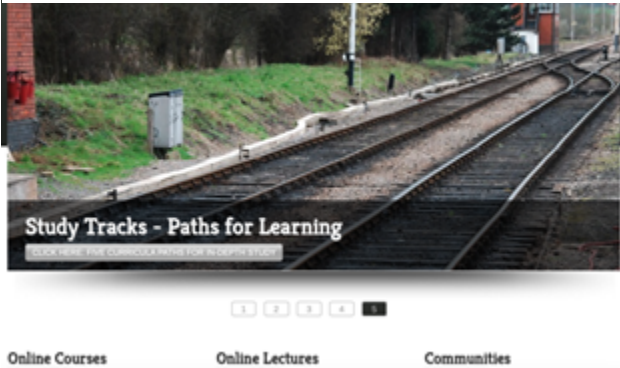 Study Tracks - Paths for Learning
CLICK HERE: FIVE CURRICULA PATHS FOR IN-DEPTH STUDY
1 2 3 4 5
Online Courses Online Lectures Communities